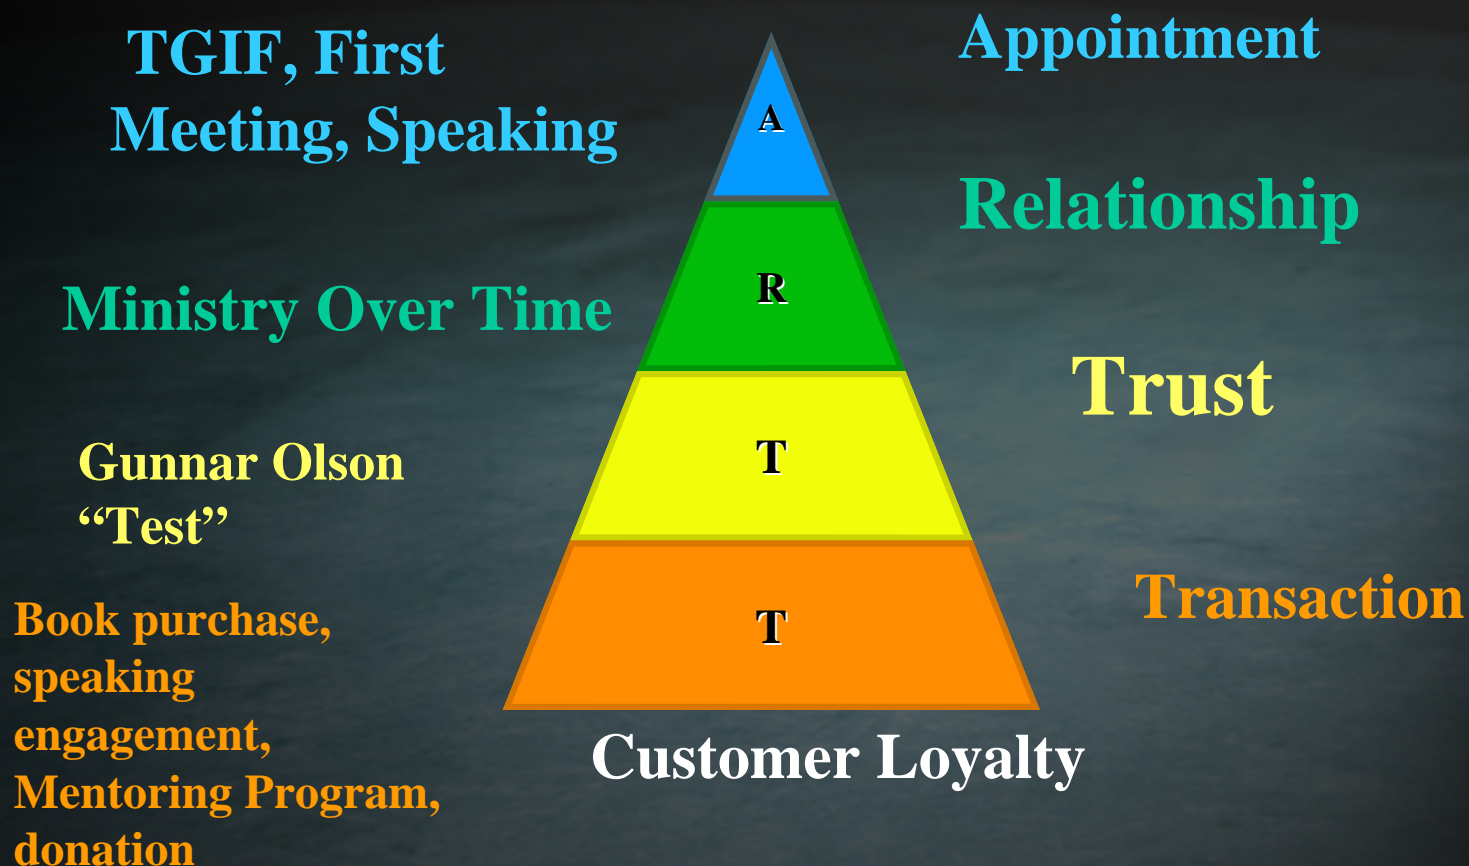 TGIF, First
Meeting, Speaking
Appointment
A
Relationship
R
Ministry Over Time
Trust
T
Gunnar Olson
“Test”
Transaction
T
Book purchase,
speaking
engagement,
Mentoring Program,
donation
Customer Loyalty